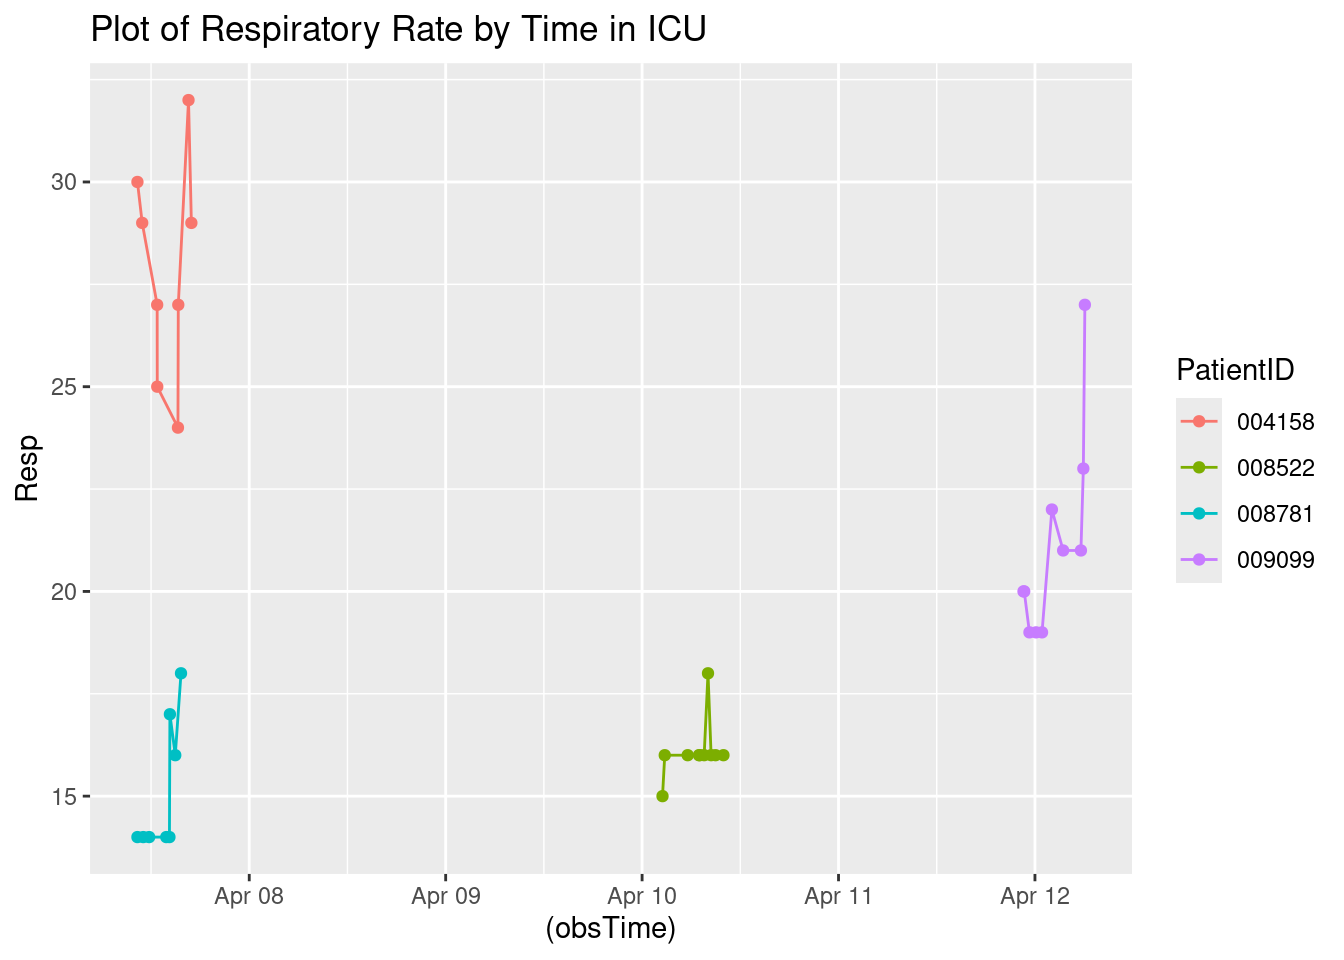 Plot of Respiratory Rate by Time in ICU
Resp
30
25
20
15
Apr 08
Apr 09
Apr 10
Apr 11
Apr 12
(obsTime)
PatientID
004158
008522
008781
009099